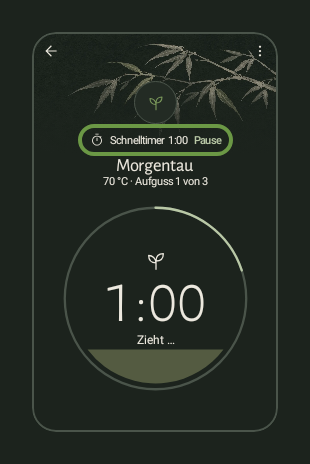 Schnelltimer 1:00 Pause
Morgentau
70 °C · Aufguss 1 von 3
1:00
Zieht ...